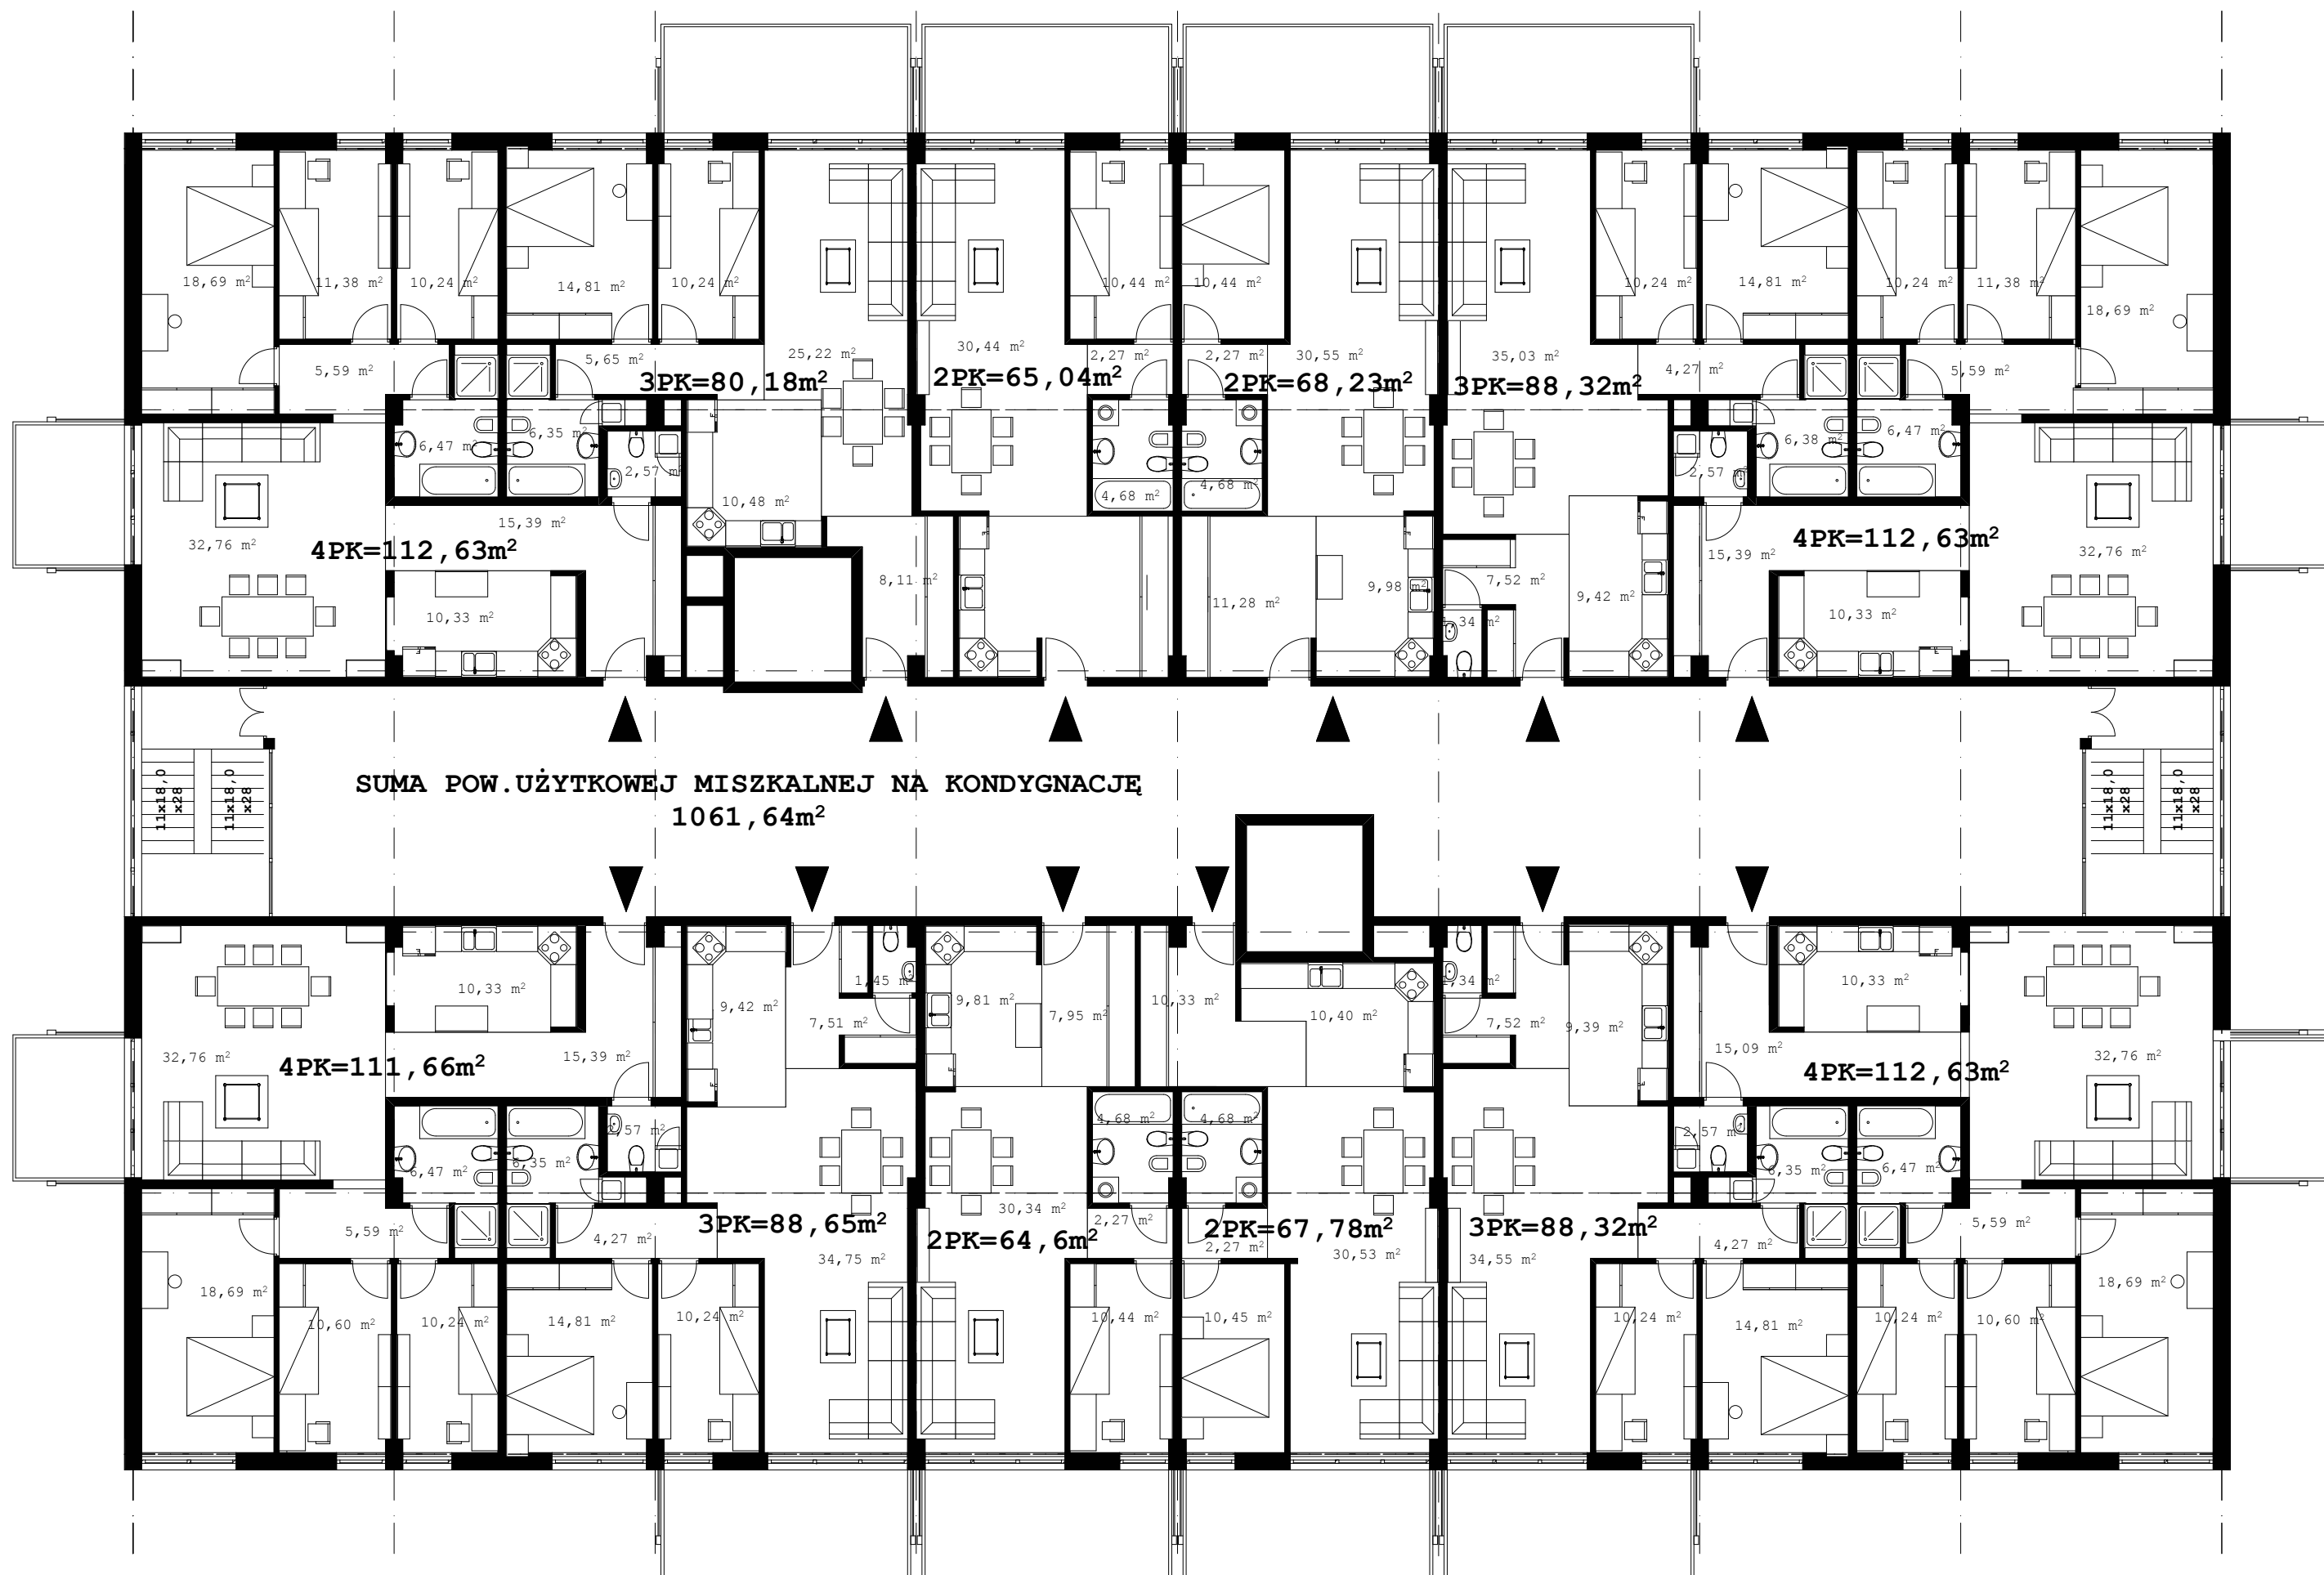 18,69 m²
11,38 m²
10,24 m²
14,81 m²
10,24 m²
10,44 m²
10,44 m²
10,24 m²
14,81 m²
10,24 m²
11,38 m²
18,69 m²
5,59 m²
5,65 m²
25,22 m²
30,44 m²
2,27 m²
2,27 m²
30,55 m²
35,03 m²
4,27 m²
5,59 m²
3PK=80,18m²
2PK=65,04m²
2PK=68,23m²
3PK=88,32m²
6,47 m²
6,35 m²
2,57 m²
10,48 m²
4,68 m²
4,68 m²
2,57 m²
6,38 m²
6,47 m²
32,76 m²
4PK=112,63m²
15,39 m²
10,33 m²
8,11 m²
11,28 m²
9,98 m²
7,52 m²
1,34 m²
9,42 m²
15,39 m²
4PK=112,63m²
10,33 m²
32,76 m²
11x18,0
x28
11x18,0
x28
SUMA POW.UŻYTKOWEJ MISZKALNEJ NA KONDYGNACJĘ
1061,64m²
11x18,0
x28
11x18,0
x28
32,76 m²
4PK=111,66m²
10,33 m²
15,39 m²
9,42 m²
1,45 m²
7,51 m²
9,81 m²
7,95 m²
10,33 m²
10,40 m²
1,34 m²
7,52 m²
9,39 m²
15,09 m²
10,33 m²
4PK=112,63m²
32,76 m²
6,47 m²
6,35 m²
2,57 m²
4,68 m²
4,68 m²
2,57 m²
6,35 m²
6,47 m²
5,59 m²
4,27 m²
3PK=88,65m²
34,75 m²
30,34 m²
2PK=64,6m²
2,27 m²
2PK=67,78m²
2,27 m²
30,53 m²
3PK=88,32m²
34,55 m²
4,27 m²
5,59 m²
18,69 m²
10,60 m²
10,24 m²
14,81 m²
10,24 m²
10,44 m²
10,45 m²
10,24 m²
14,81 m²
10,24 m²
10,60 m²
18,69 m²